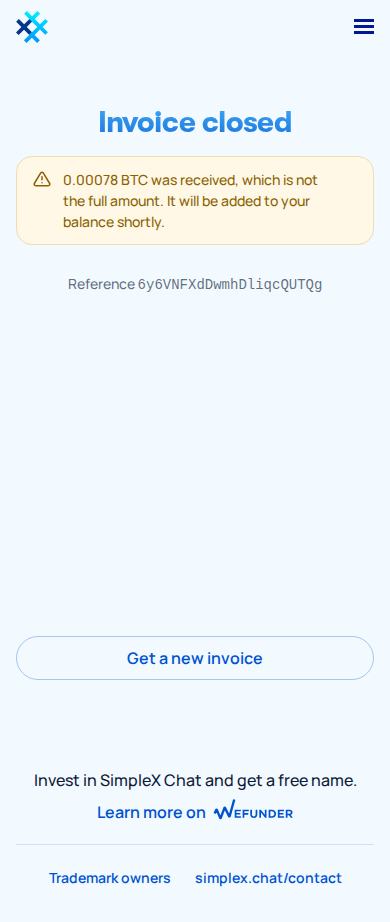 Invoice closed
0.00078 BTC was received, which is not
the full amount. It will be added to your
balance shortly.
Reference 6y6VNFXdDwmhDliqcQUTQg
Get a new invoice
Invest in SimpleX Chat and get a free name.
Learn more on WEFUNDER
Trademark owners simplex.chat/contact